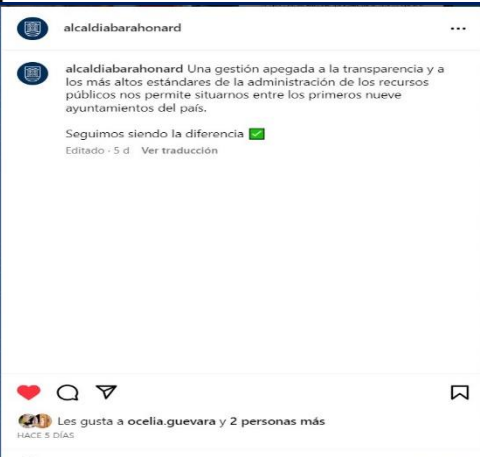 alcaldiabarahonard
alcaldiabarahonard Una gestión apegada a la transparencia y a
los más altos estándares de la administración de los recursos
públicos nos permite situarnos entre los primeros nueve
ayuntamientos del país.
Seguimos siendo la diferencia ✅
Editado · 5 d Ver traducción
Les gusta a ocelia.guevara y 2 personas más
HACE 5 DÍAS